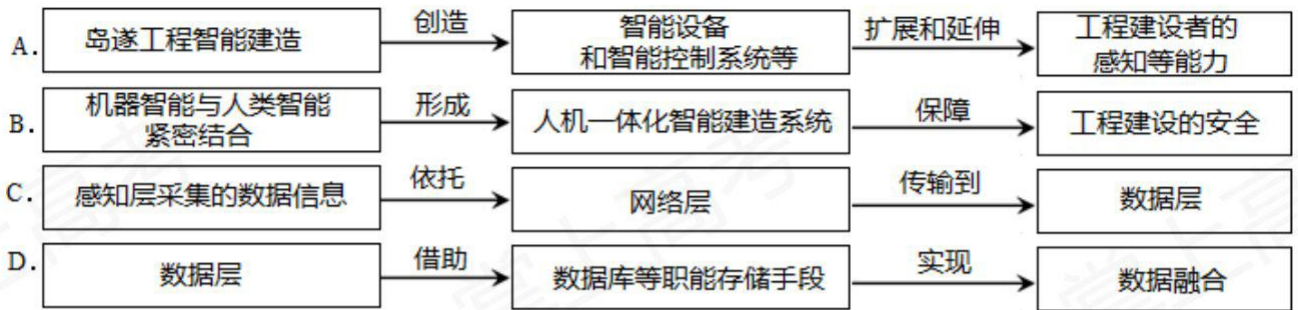 A. 岛遂工程智能建造 创造 智能设备 扩展和延伸 工程建设者的
和智能控制系统等 感知等能力
B. 机器智能与人类智能 形成 人机一体化智能建造系统 保障 工程建设的安全
紧密结合
C. 感知层采集的数据信息 依托 网络层 传输到 数据层
D. 数据层 借助 数据库等职能存储手段 实现 数据融合
掌上高考